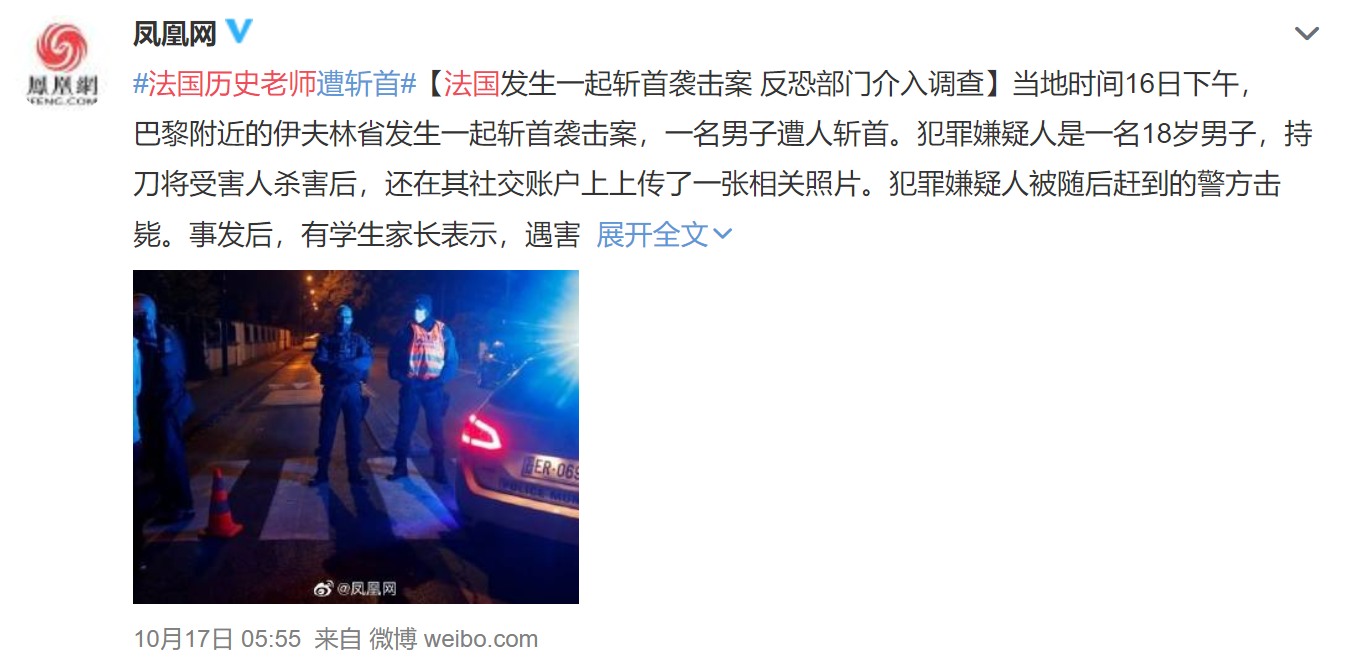 凤凰网
鳳凰網
IFENG.COM
#法国历史老师遭斩首#【法国发生一起斩首袭击案 反恐部门介入调查】当地时间16日下午，
巴黎附近的伊夫林省发生一起斩首袭击案，一名男子遭人斩首。犯罪嫌疑人是一名18岁男子，持
刀将受害人杀害后，还在其社交账户上上传了一张相关照片。犯罪嫌疑人被随后赶到的警方击
毙。事发后，有学生家长表示，遇害 展开全文
ER-069
POLICE MUN
@凤凰网
10月17日 05:55 来自 微博 weibo.com